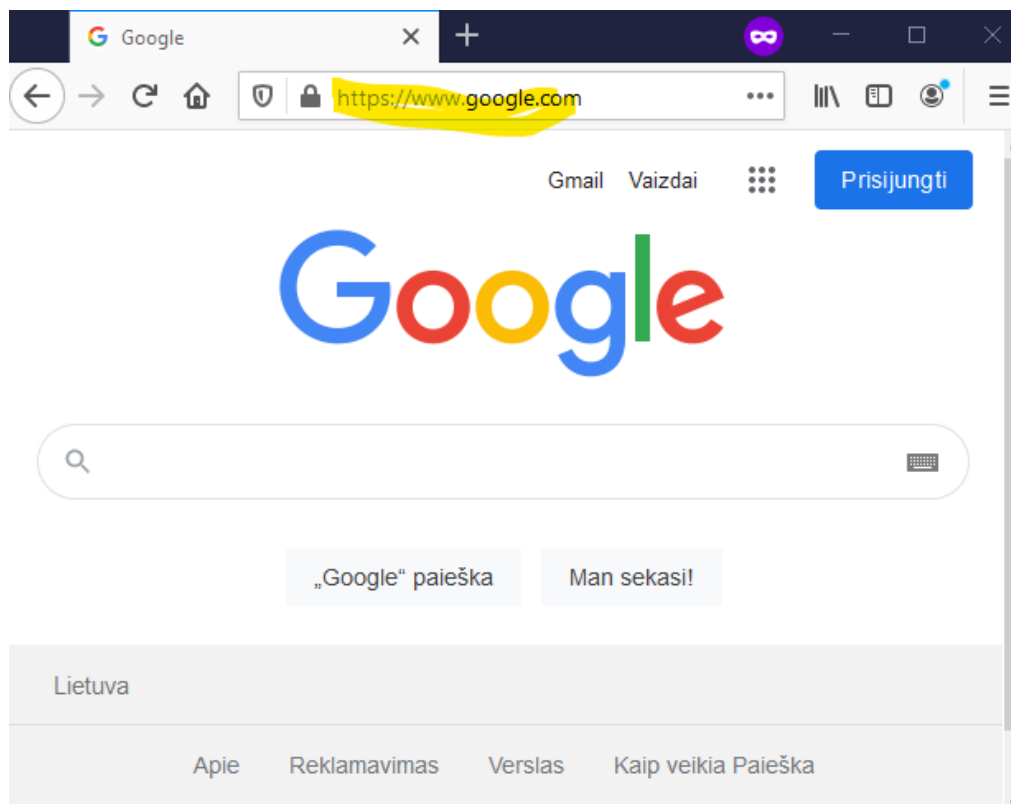 Google
https://www.google.com
Gmail Vaizdai Prisijungti
Google
„Google“ paieška Man sekasi!
Lietuva
Apie Reklamavimas Verslas Kaip veikia Paieška